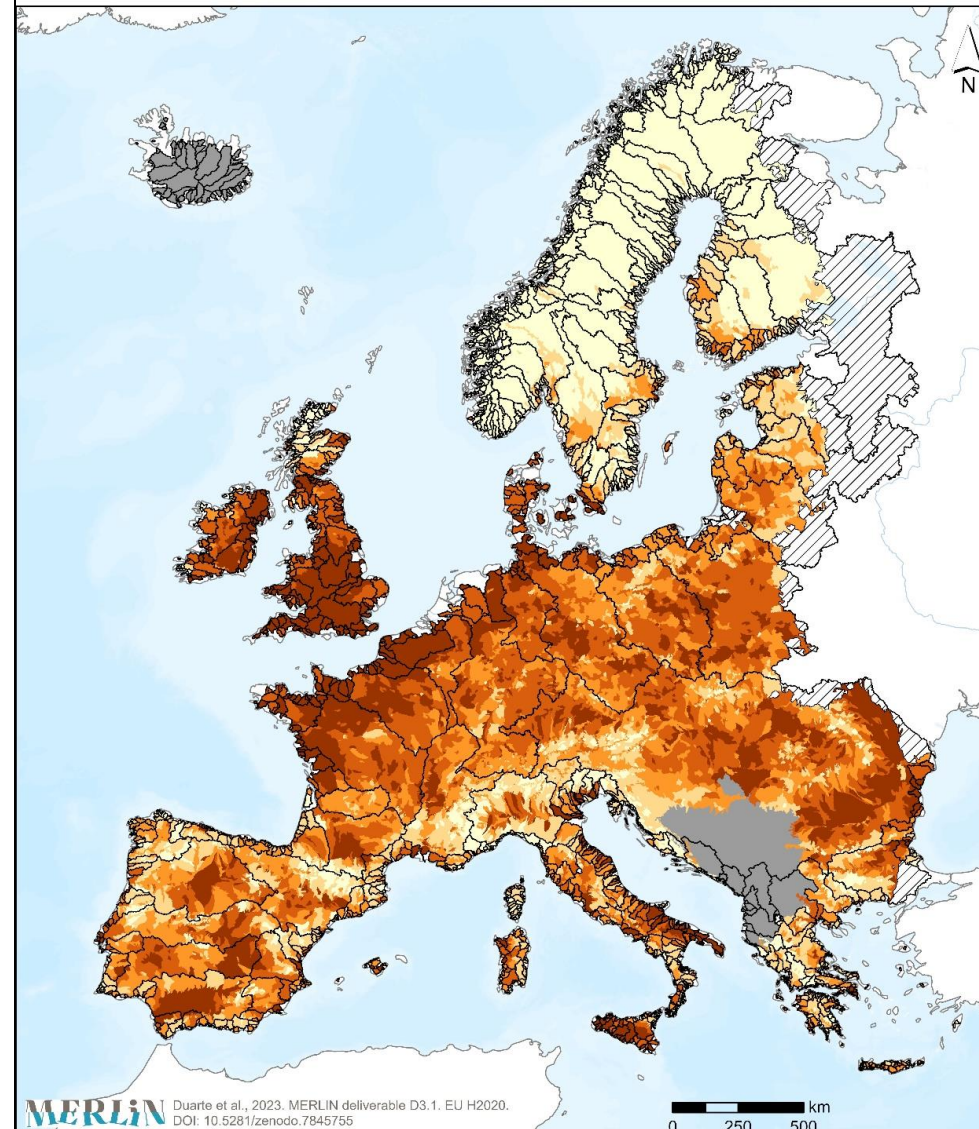 N
MERLIN
Duarte et al., 2023. MERLIN deliverable D3.1. EU H2020.
DOI: 10.5281/zenodo.7845755
km
0 250 500